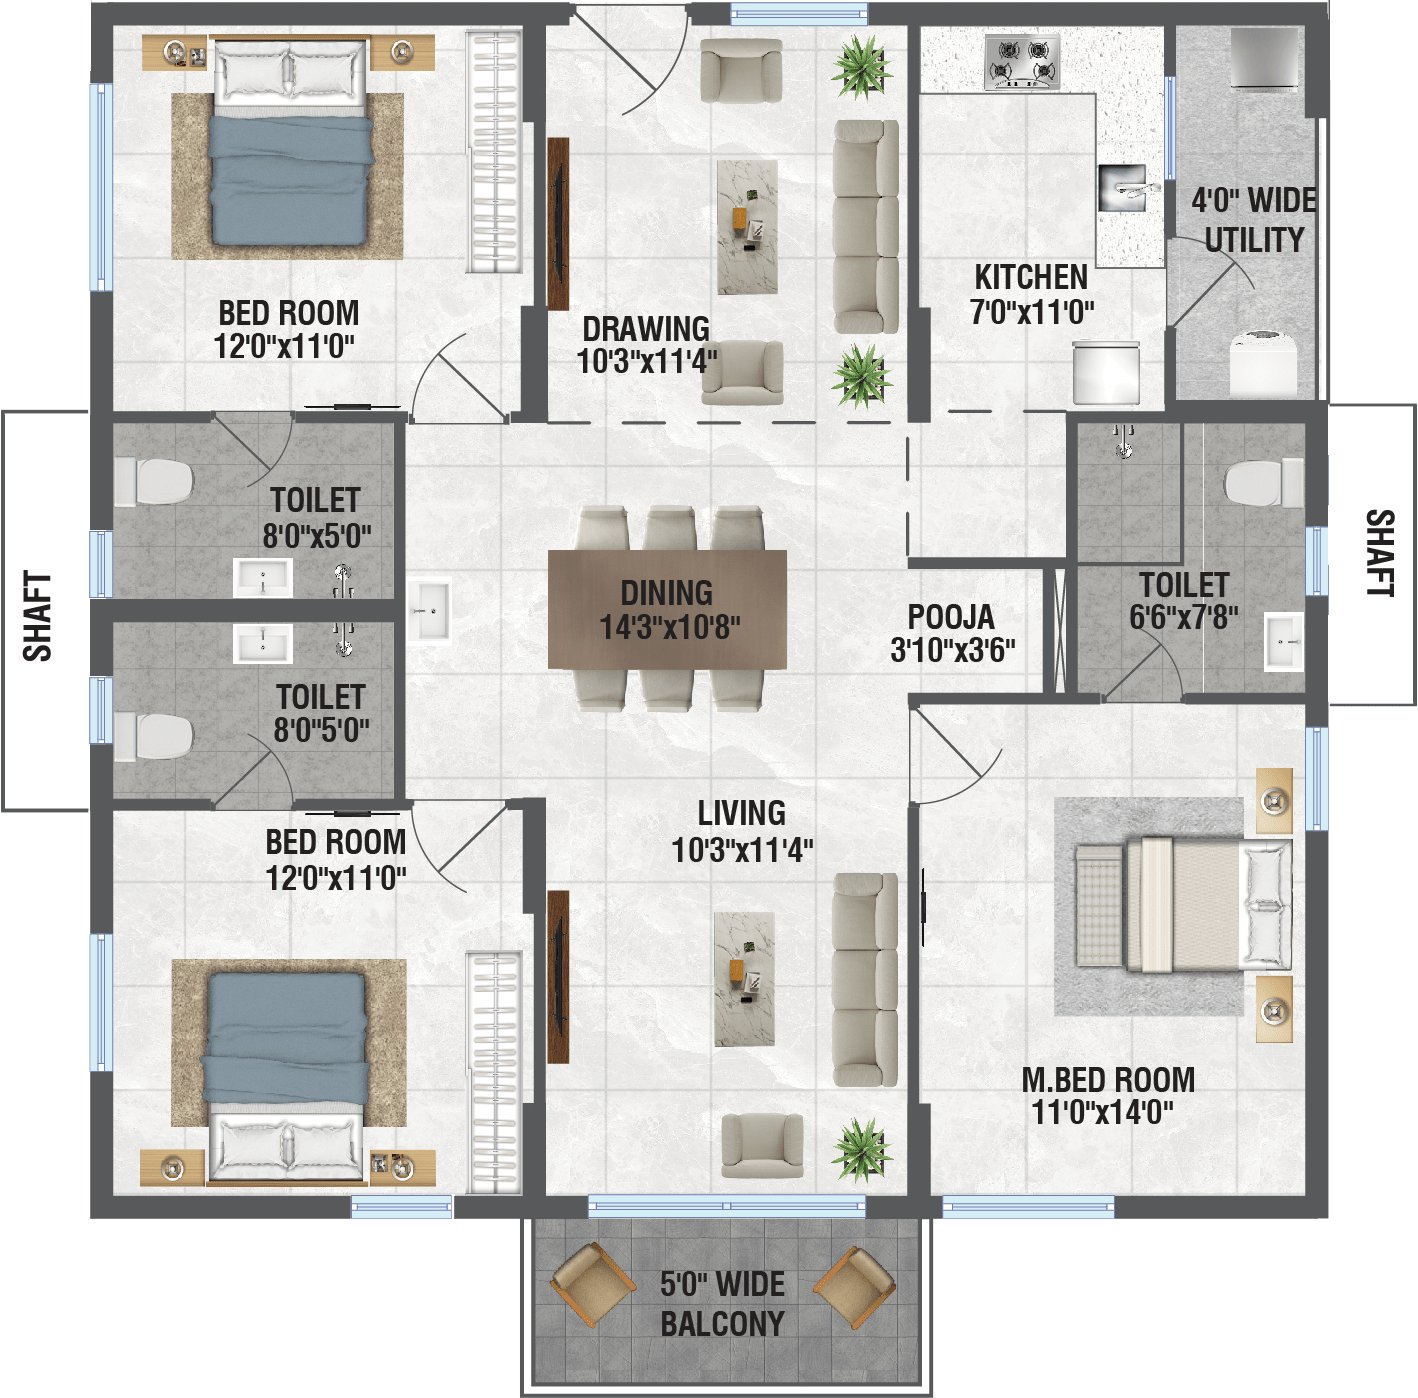 4'0" WIDE
UTILITY
KITCHEN
7'0"x11'0"
BED ROOM
12'0"x11'0"
DRAWING
10'3"x11'4"
TOILET
8'0"x5'0"
SHAFT
SHAFT
DINING
14'3"x10'8"
POOJA
3'10"x3'6"
TOILET
6'6"x7'8"
TOILET
8'0"5'0"
BED ROOM
12'0"x11'0"
LIVING
10'3"x11'4"
M.BED ROOM
11'0"x14'0"
5'0" WIDE
BALCONY